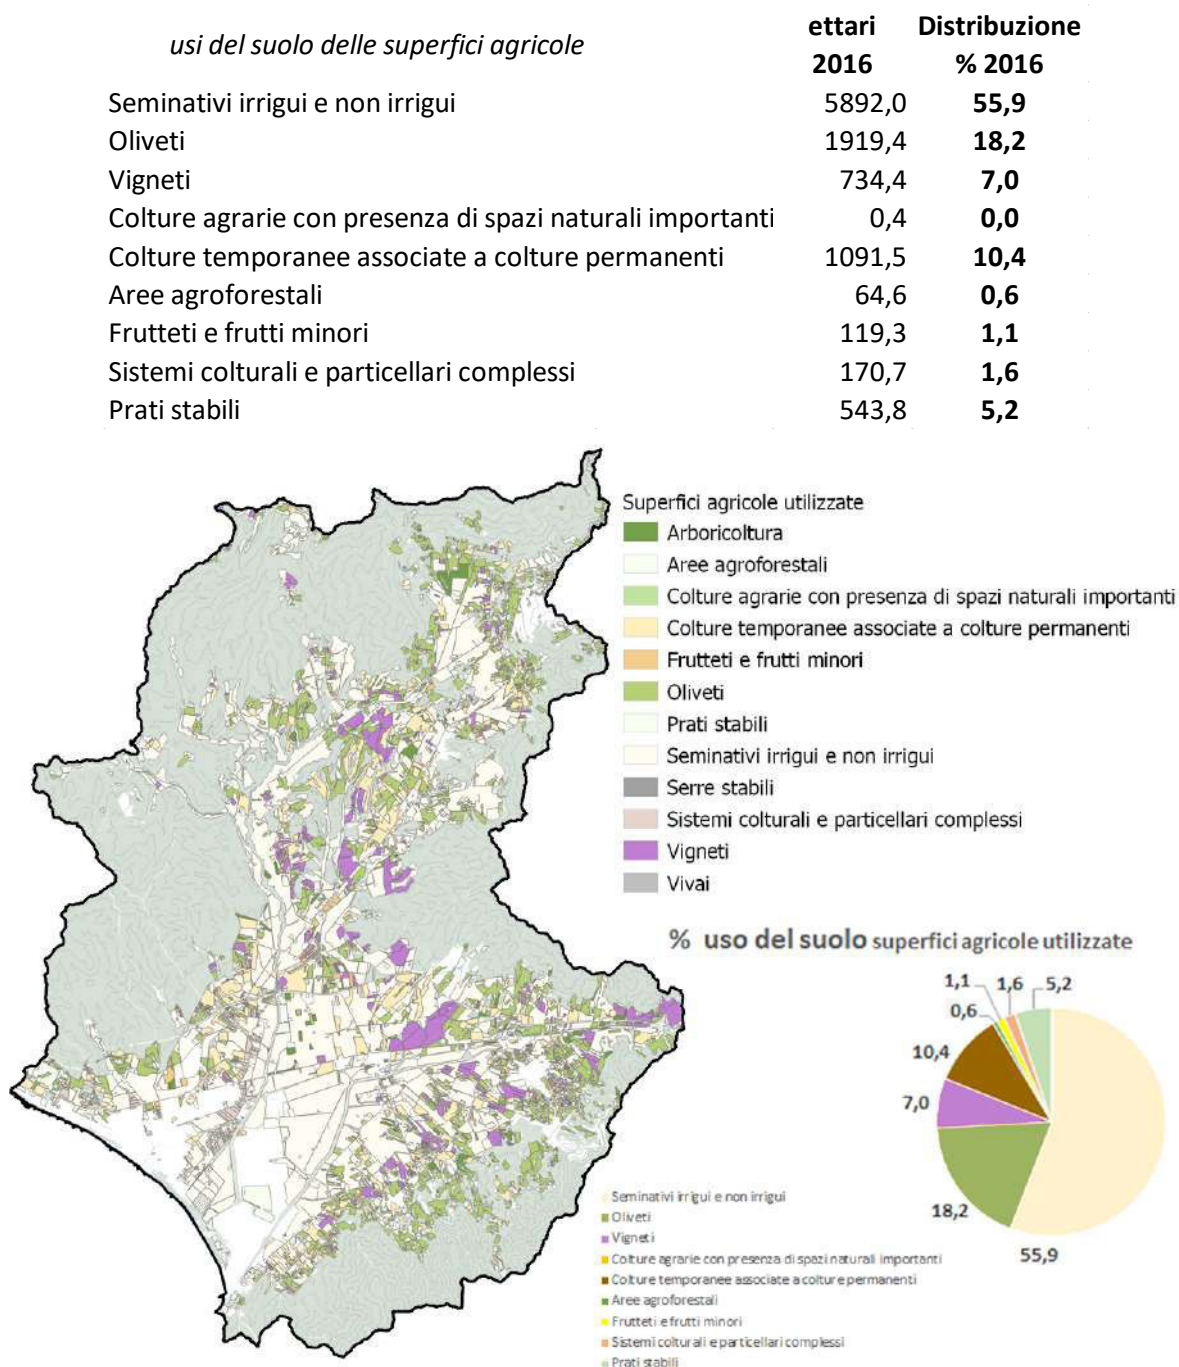 usi del suolo delle superfici agricole ettari 2016 Distribuzione % 2016
Seminativi irrigui e non irrigui 5892,0 55,9
Oliveti 1919,4 18,2
Vigneti 734,4 7,0
Colture agrarie con presenza di spazi naturali importanti 0,4 0,0
Colture temporanee associate a colture permanenti 1091,5 10,4
Aree agroforestali 64,6 0,6
Frutteti e frutti minori 119,3 1,1
Sistemi colturali e particellari complessi 170,7 1,6
Prati stabili 543,8 5,2
Superfici agricole utilizzate
Arboricoltura
Aree agroforestali
Colture agrarie con presenza di spazi naturali importanti
Colture temporanee associate a colture permanenti
Frutteti e frutti minori
Oliveti
Prati stabili
Seminativi irrigui e non irrigui
Serre stabili
Sistemi colturali e particellari complessi
Vigneti
Vivai
% uso del suolo superfici agricole utilizzate
1,1 1,6 5,2
0,6
10,4
7,0
18,2
55,9
Seminativi irrigui e non irrigui
Oliveti
Vigneti
Colture agrarie con presenza di spazi naturali importanti
Colture temporanee associate a colture permanenti
Aree agroforestali
Frutteti e frutti minori
Sistemi colturali e particellari complessi
Prati stabili